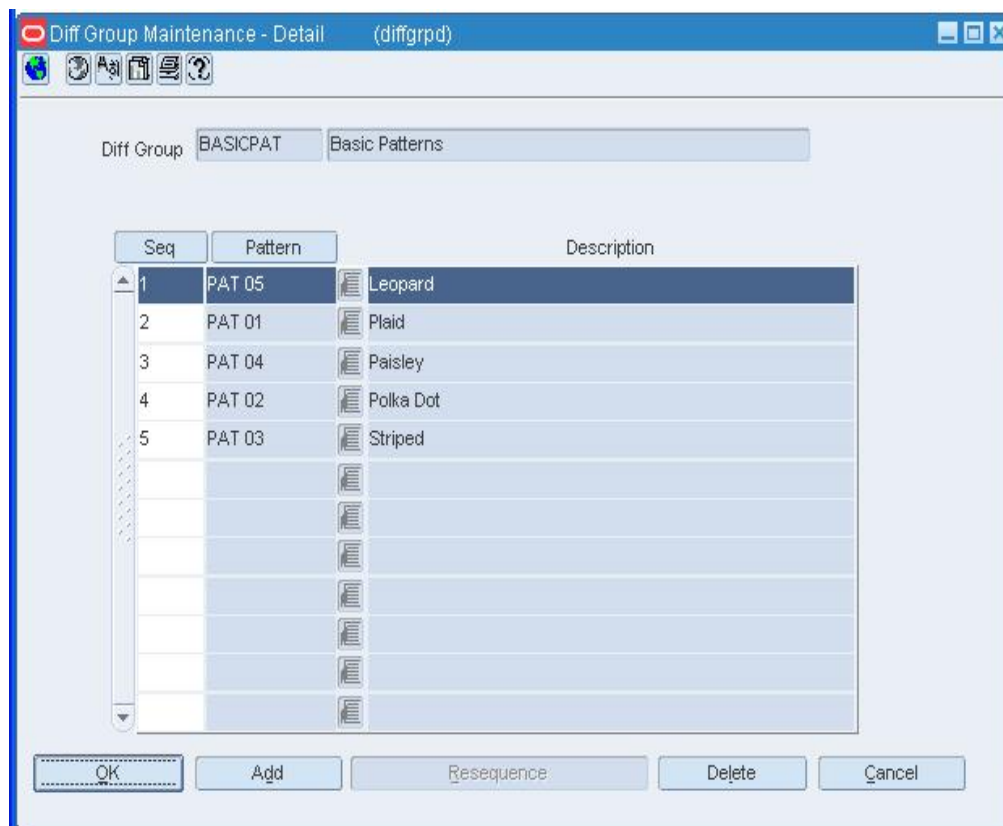 Diff Group Maintenance - Detail (diffgrpd)
Diff Group BASICPAT Basic Patterns
Seq Pattern Description
1 PAT 05 Leopard
2 PAT 01 Plaid
3 PAT 04 Paisley
4 PAT 02 Polka Dot
5 PAT 03 Striped
OK Add Resequence Delete Cancel